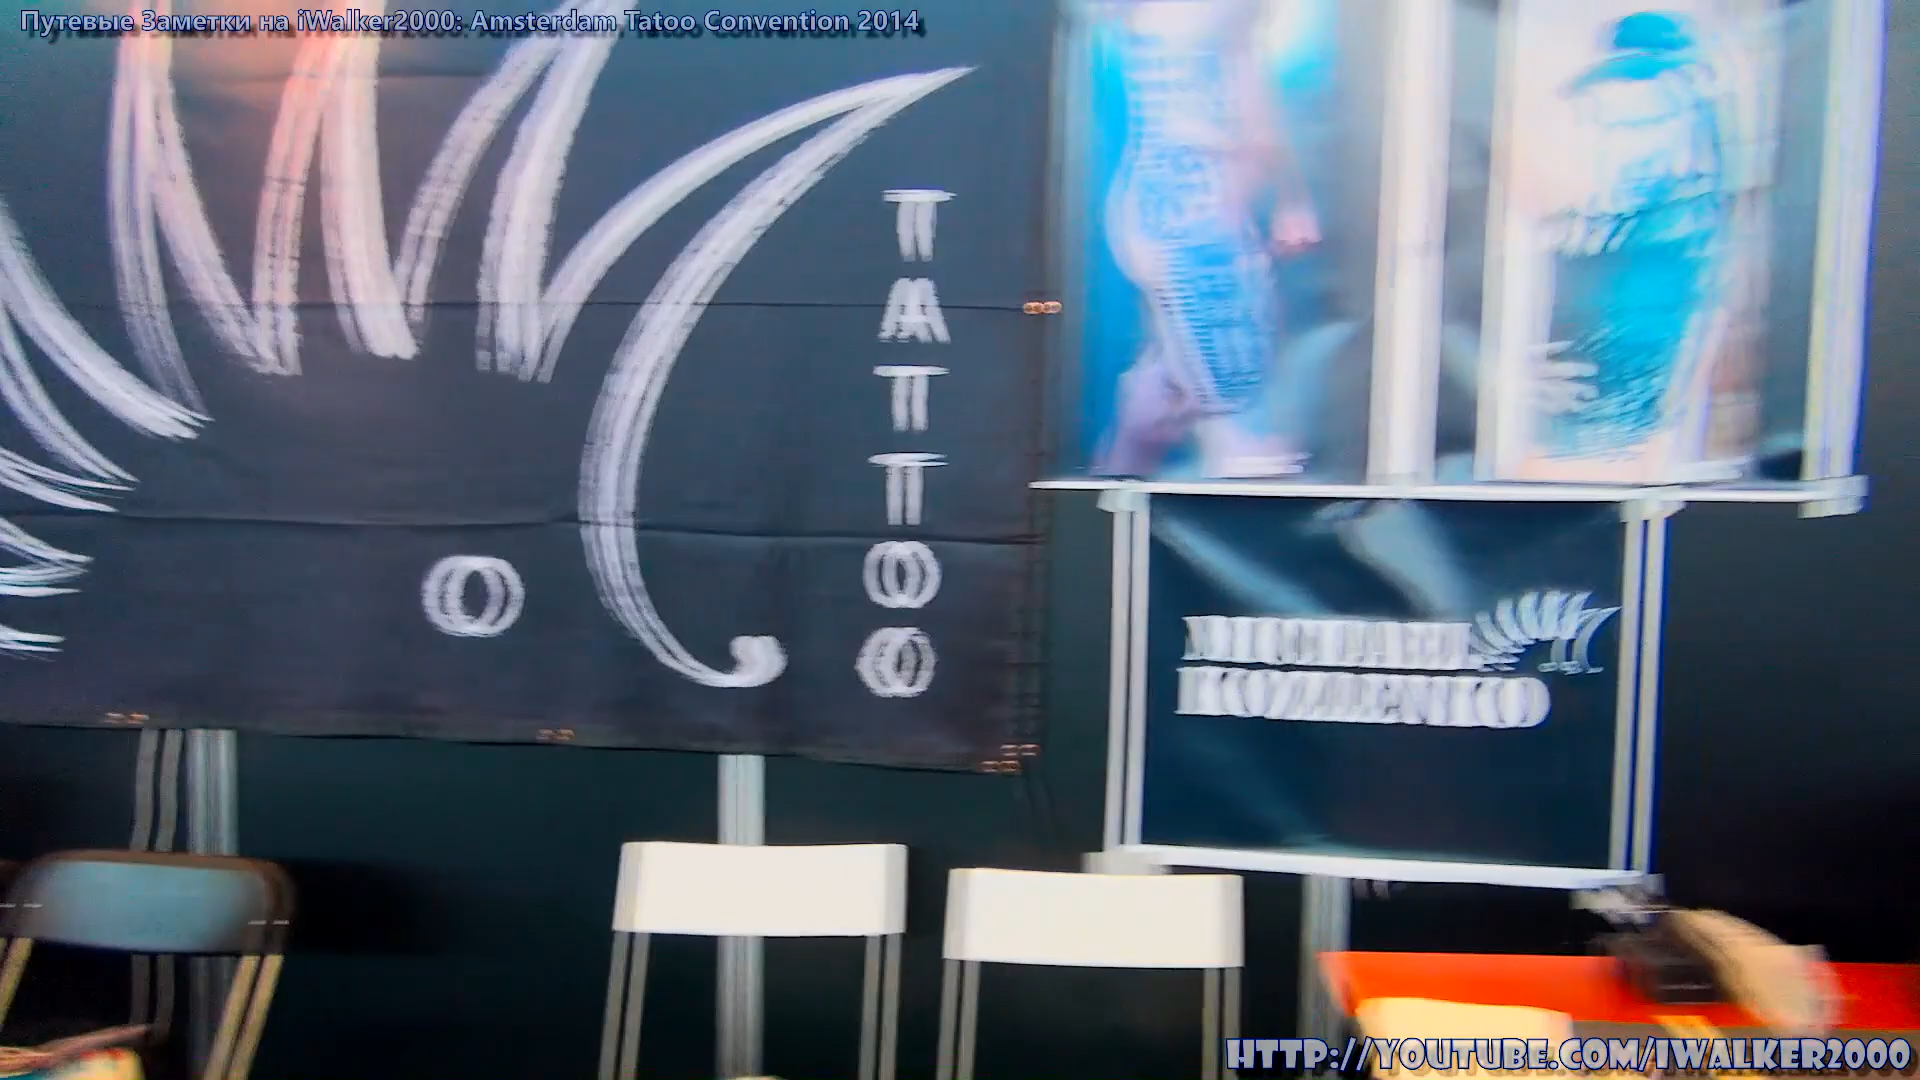 Путевые Заметки на iWalker2000: Amsterdam Tatoo Convention 2014
TATTOO
O
HTTP://YOUTUBE.COM/IWALKER2000